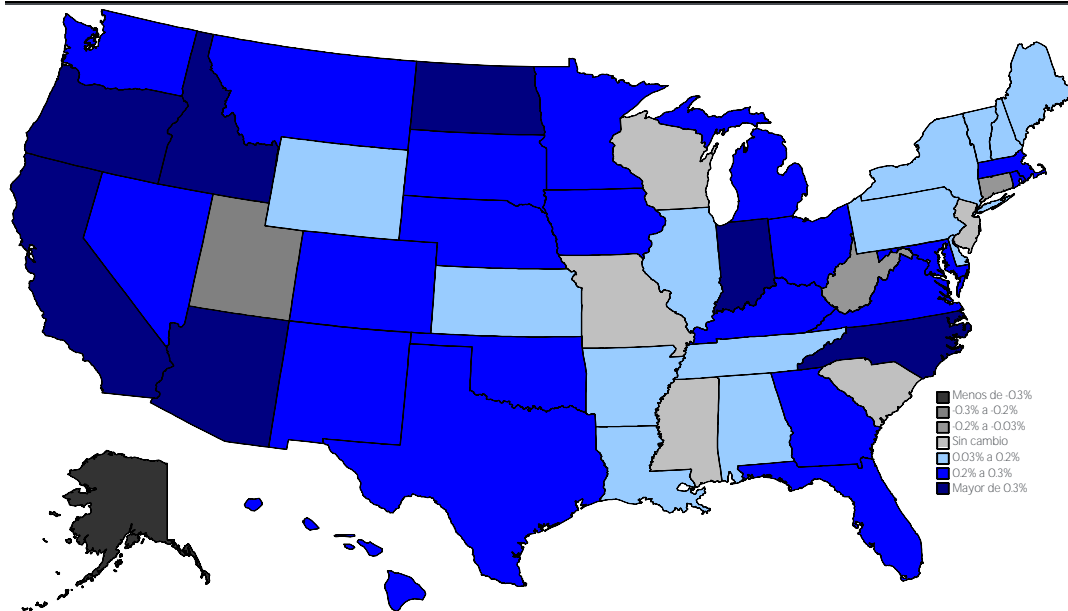 Menos de -0.3%
-0.3% a -0.2%
-0.2% a -0.03%
Sin cambio
0.03% a 0.2%
0.2% a 0.3%
Mayor de 0.3%